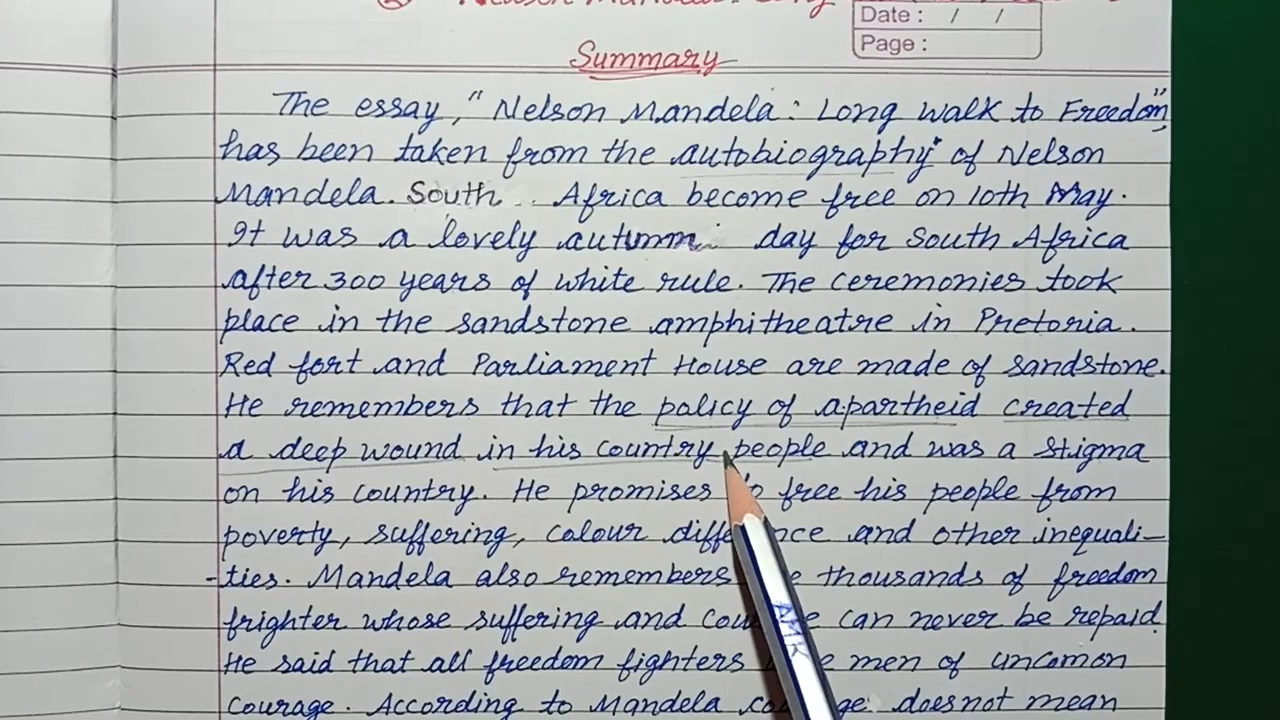 Nelson Mandela: Long
Date: / /
Page:
Summary
The essay, "Nelson Mandela: Long walk to Freedom",
has been taken from the autobiography of Nelson
Mandela. South Africa become free on 10th May.
It was a lovely autumn day for South Africa
after 300 years of white rule. The ceremonies took
place in the sandstone amphitheatre in Pretoria.
Red fort and Parliament House are made of sandstone.
He remembers that the policy of apartheid created
a deep wound in his country people and was a stigma
on his country. He promises to free his people from
poverty, suffering, colour difference and other inequali-
-ties. Mandela also remembers thousands of freedom
frighter whose suffering and can never be repaid.
He said that all freedom fighters men of uncomon
courage. According to Mandela does not mean
AMK